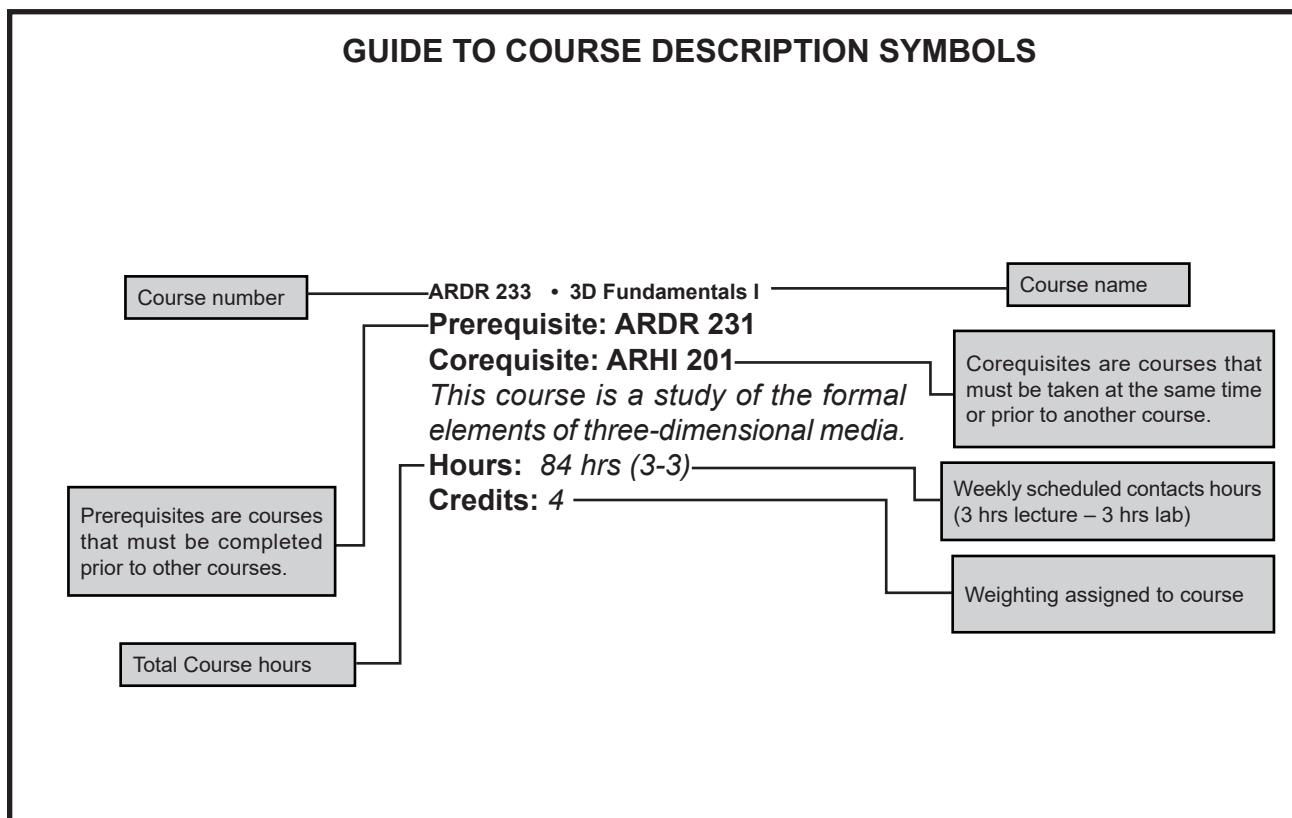 GUIDE TO COURSE DESCRIPTION SYMBOLS
Course number
ARDR 233 • 3D Fundamentals I
Course name
Prerequisite: ARDR 231
Corequisite: ARHI 201
This course is a study of the formal
elements of three-dimensional media.
Hours: 84 hrs (3-3)
Credits: 4
Corequisites are courses that
must be taken at the same time
or prior to another course.
Prerequisites are courses
that must be completed
prior to other courses.
Weekly scheduled contacts hours
(3 hrs lecture – 3 hrs lab)
Weighting assigned to course
Total Course hours